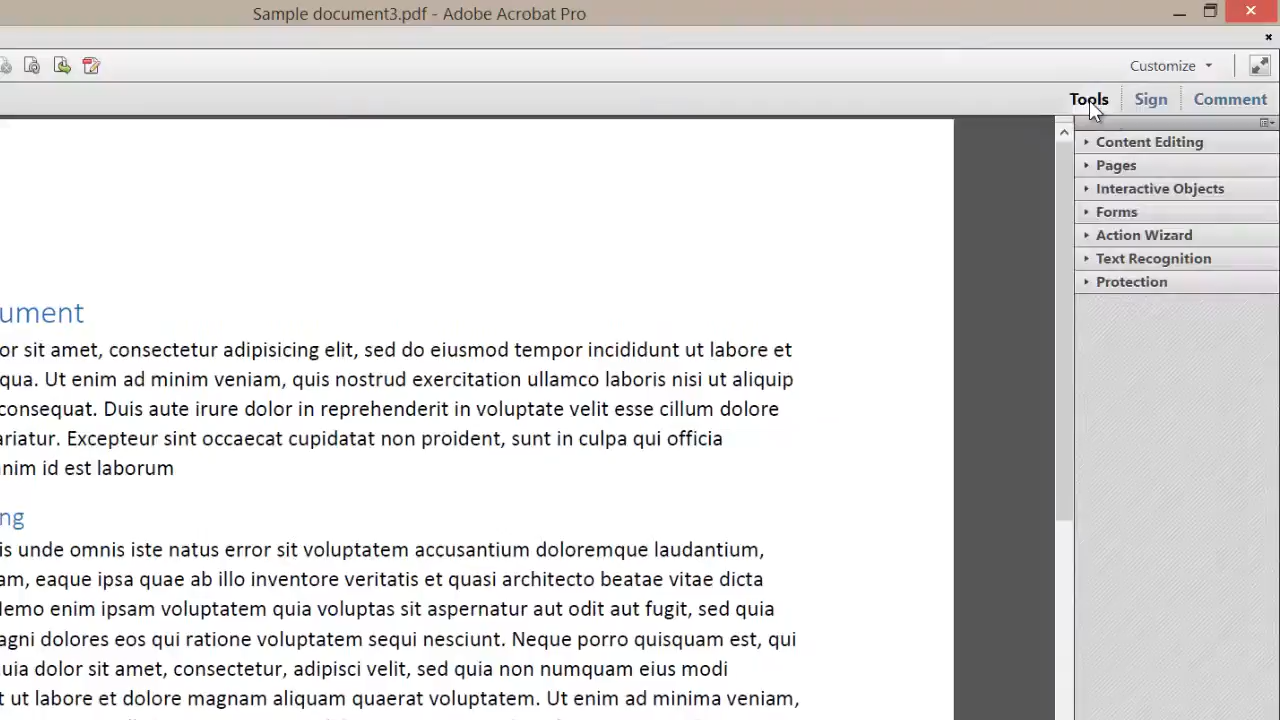 Sample document3.pdf - Adobe Acrobat Pro
Customize
Tools Sign Comment
Content Editing
Pages
Interactive Objects
Forms
Action Wizard
Text Recognition
Protection
ument
or sit amet, consectetur adipisicing elit, sed do eiusmod tempor incididunt ut labore et
qua. Ut enim ad minim veniam, quis nostrud exercitation ullamco laboris nisi ut aliquip
consequat. Duis aute irure dolor in reprehenderit in voluptate velit esse cillum dolore
ariatur. Excepteur sint occaecat cupidatat non proident, sunt in culpa qui officia
anim id est laborum
ng
is unde omnis iste natus error sit voluptatem accusantium doloremque laudantium,
am, eaque ipsa quae ab illo inventore veritatis et quasi architecto beatae vitae dicta
Nemo enim ipsam voluptatem quia voluptas sit aspernatur aut odit aut fugit, sed quia
agni dolores eos qui ratione voluptatem sequi nesciunt. Neque porro quisquam est, qui
uia dolor sit amet, consectetur, adipisci velit, sed quia non numquam eius modi
t ut labore et dolore magnam aliquam quaerat voluptatem. Ut enim ad minima veniam,